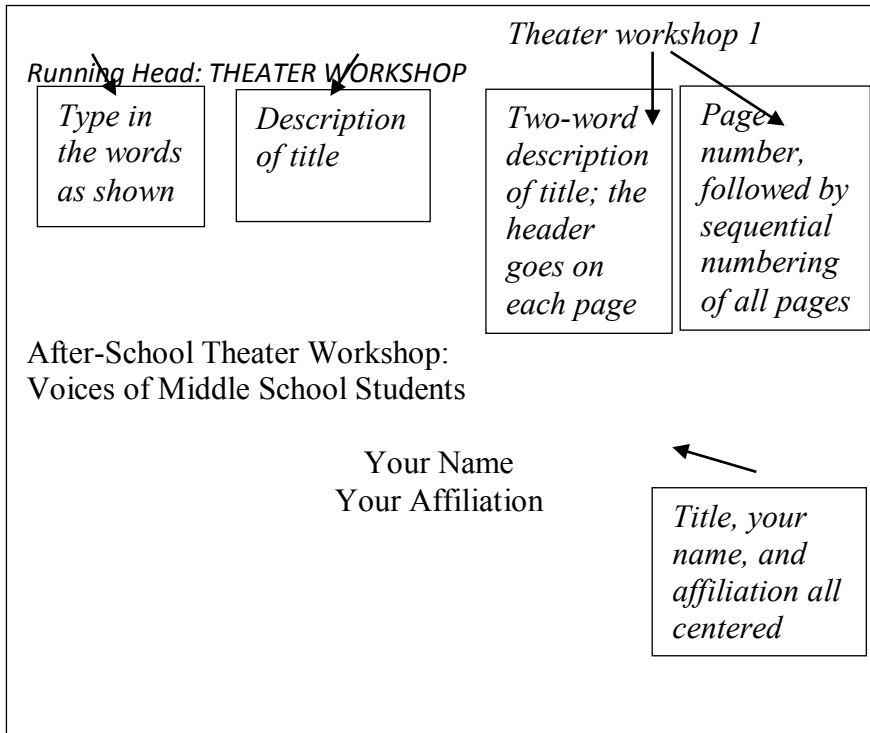 Theater workshop 1
Running Head: THEATER WORKSHOP
Type in
the words
as shown
Description
of title
Two-word
description
of title; the
header
goes on
each page
Page
number,
followed by
sequential
numbering
of all pages
After-School Theater Workshop:
Voices of Middle School Students
Your Name
Your Affiliation
Title, your
name, and
affiliation all
centered